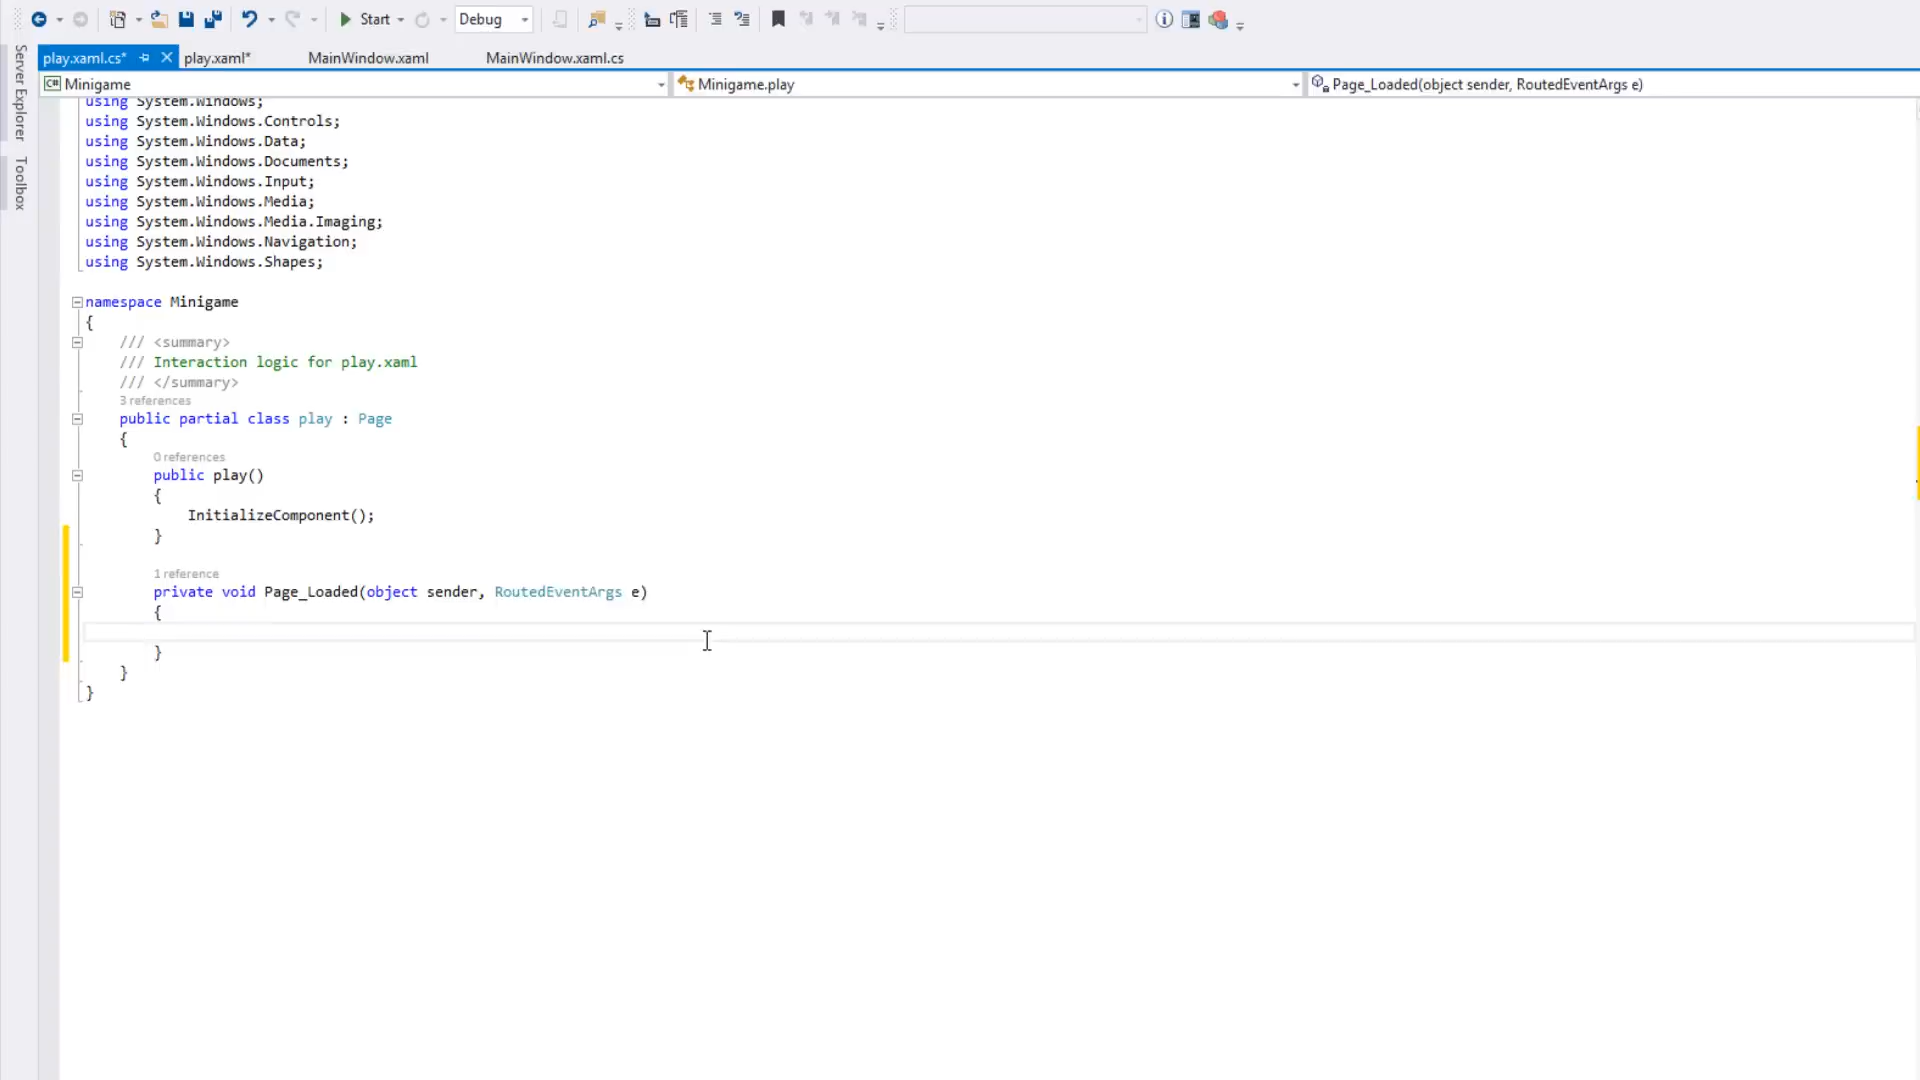 Start
Debug
play.xaml.cs*
play.xaml*
MainWindow.xaml
MainWindow.xaml.cs
Server Explorer
Toolbox
C# Minigame
Minigame.play
Page_Loaded(object sender, RoutedEventArgs e)
using System.Windows;
using System.Windows.Controls;
using System.Windows.Data;
using System.Windows.Documents;
using System.Windows.Input;
using System.Windows.Media;
using System.Windows.Media.Imaging;
using System.Windows.Navigation;
using System.Windows.Shapes;
namespace Minigame
{
/// <summary>
/// Interaction logic for play.xaml
/// </summary>
3 references
public partial class play : Page
{
0 references
public play()
{
InitializeComponent();
}
1 reference
private void Page_Loaded(object sender, RoutedEventArgs e)
{
}
}
}